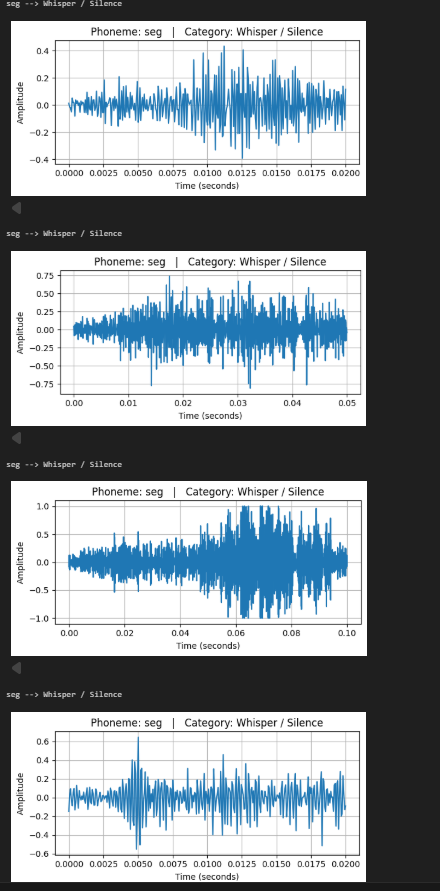 seg --> Whisper / Silence
Phoneme: seg | Category: Whisper / Silence
0.4
0.2
0.0
−0.2
−0.4
Amplitude
0.0000 0.0025 0.0050 0.0075 0.0100 0.0125 0.0150 0.0175 0.0200
Time (seconds)
seg --> Whisper / Silence
Phoneme: seg | Category: Whisper / Silence
0.75
0.50
0.25
0.00
−0.25
−0.50
−0.75
Amplitude
0.00 0.01 0.02 0.03 0.04 0.05
Time (seconds)
seg --> Whisper / Silence
Phoneme: seg | Category: Whisper / Silence
1.0
0.5
0.0
−0.5
−1.0
Amplitude
0.00 0.02 0.04 0.06 0.08 0.10
Time (seconds)
seg --> Whisper / Silence
Phoneme: seg | Category: Whisper / Silence
0.6
0.4
0.2
0.0
−0.2
−0.4
−0.6
Amplitude
0.0000 0.0025 0.0050 0.0075 0.0100 0.0125 0.0150 0.0175 0.0200
Time (seconds)